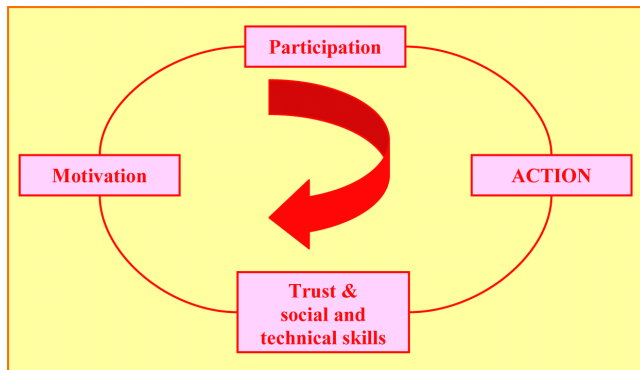 Participation
Motivation
ACTION
Trust &
social and
technical skills